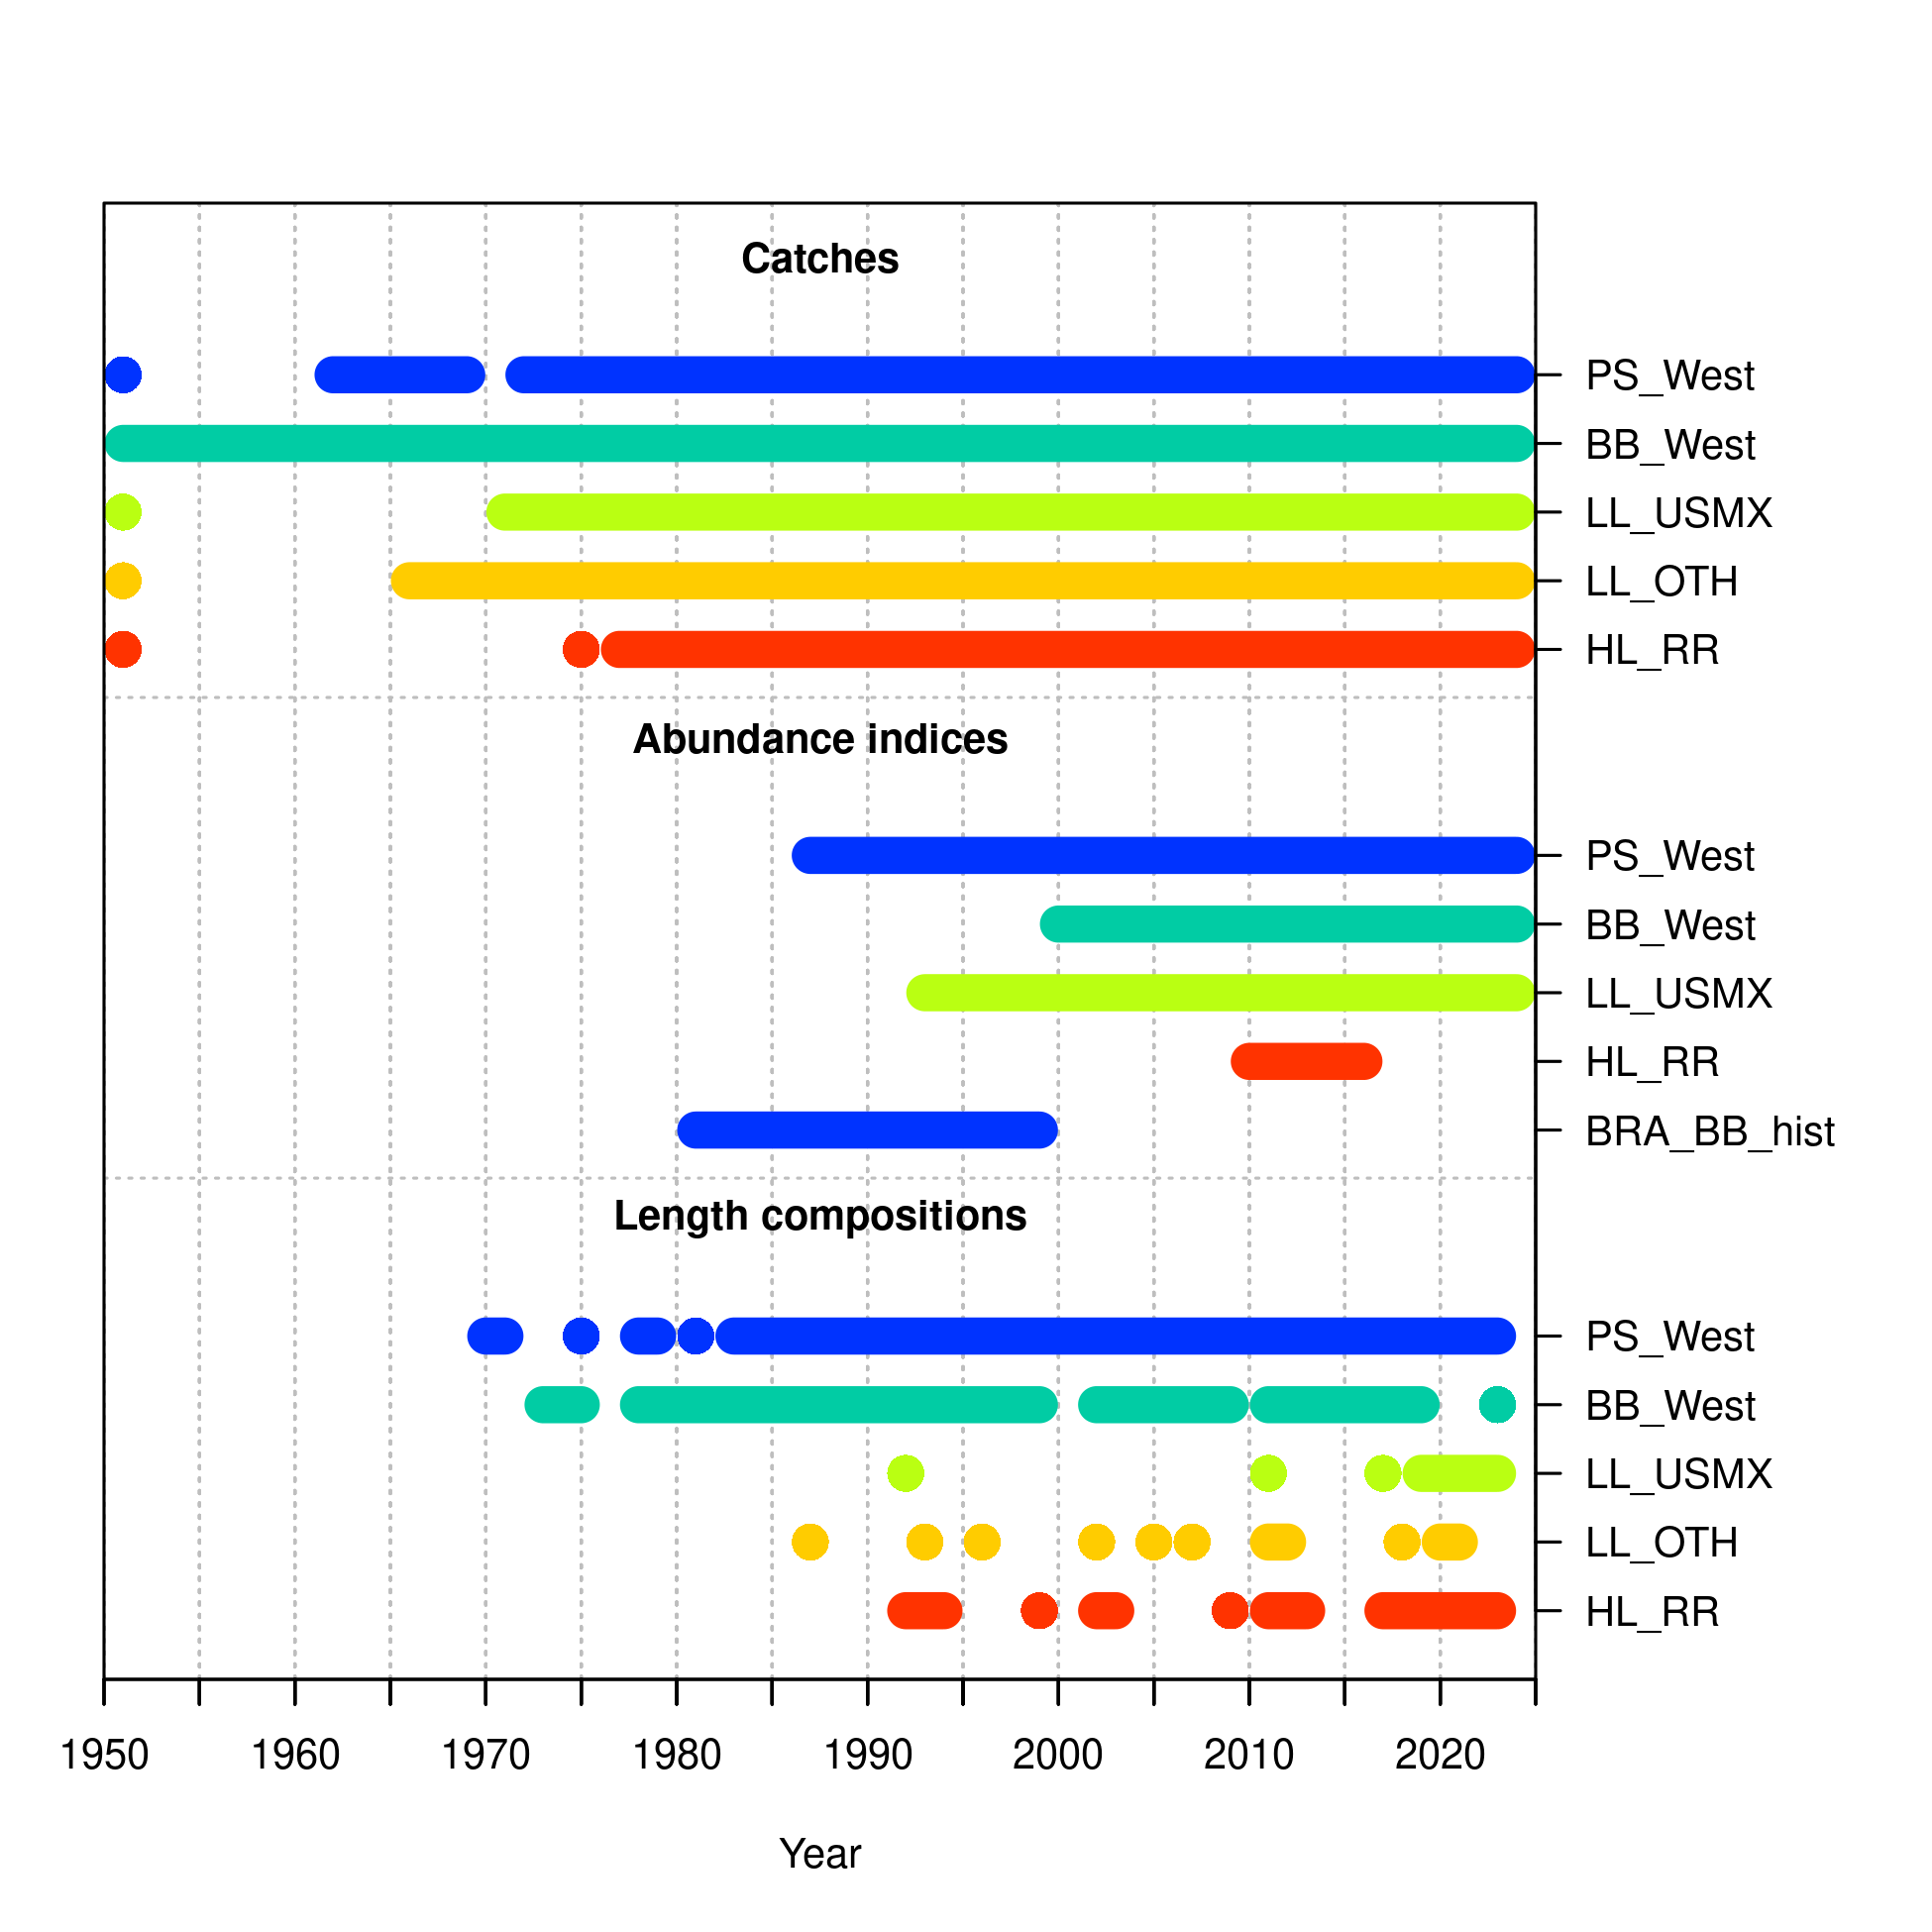 Catches
PS_West
BB_West
LL_USMX
LL_OTH
HL_RR
Abundance indices
PS_West
BB_West
LL_USMX
HL_RR
BRA_BB_hist
Length compositions
PS_West
BB_West
LL_USMX
LL_OTH
HL_RR
1950 1960 1970 1980 1990 2000 2010 2020
Year